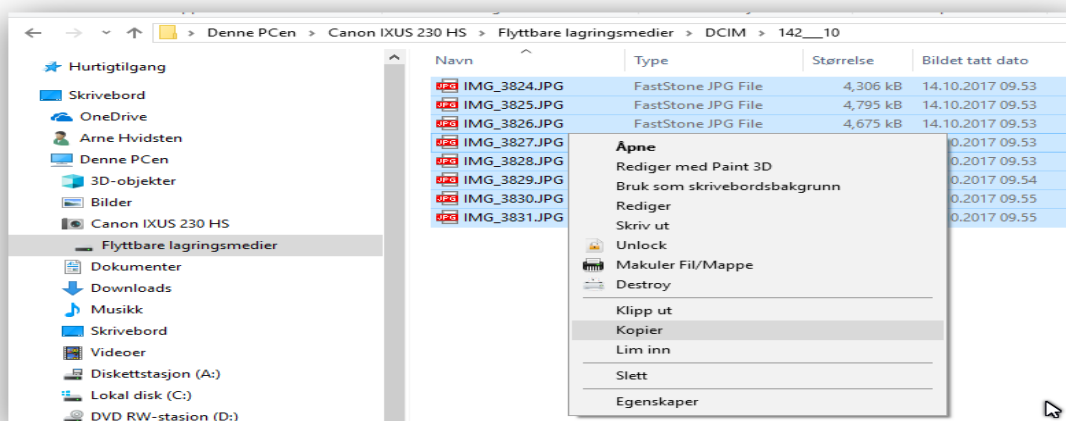 Denne PCen > Canon IXUS 230 HS > Flyttbare lagringsmedier > DCIM > 142___10
Hurtigtilgang
Skrivebord
OneDrive
Arne Hvidsten
Denne PCen
3D-objekter
Bilder
Canon IXUS 230 HS
Flyttbare lagringsmedier
Dokumenter
Downloads
Musikk
Skrivebord
Videoer
Diskettstasjon (A:)
Lokal disk (C:)
DVD RW-stasjon (D:)
Navn Type Størrelse Bildet tatt dato
IMG_3824.JPG FastStone JPG File 4,306 kB 14.10.2017 09.53
IMG_3825.JPG FastStone JPG File 4,795 kB 14.10.2017 09.53
IMG_3826.JPG FastStone JPG File 4,675 kB 14.10.2017 09.53
IMG_3827.JPG 0.2017 09.53
IMG_3828.JPG 0.2017 09.53
IMG_3829.JPG 0.2017 09.54
IMG_3830.JPG 0.2017 09.55
IMG_3831.JPG 0.2017 09.55
Åpne
Rediger med Paint 3D
Bruk som skrivebordsbakgrunn
Rediger
Skriv ut
Unlock
Makuler Fil/Mappe
Destroy
Klipp ut
Kopier
Lim inn
Slett
Egenskaper